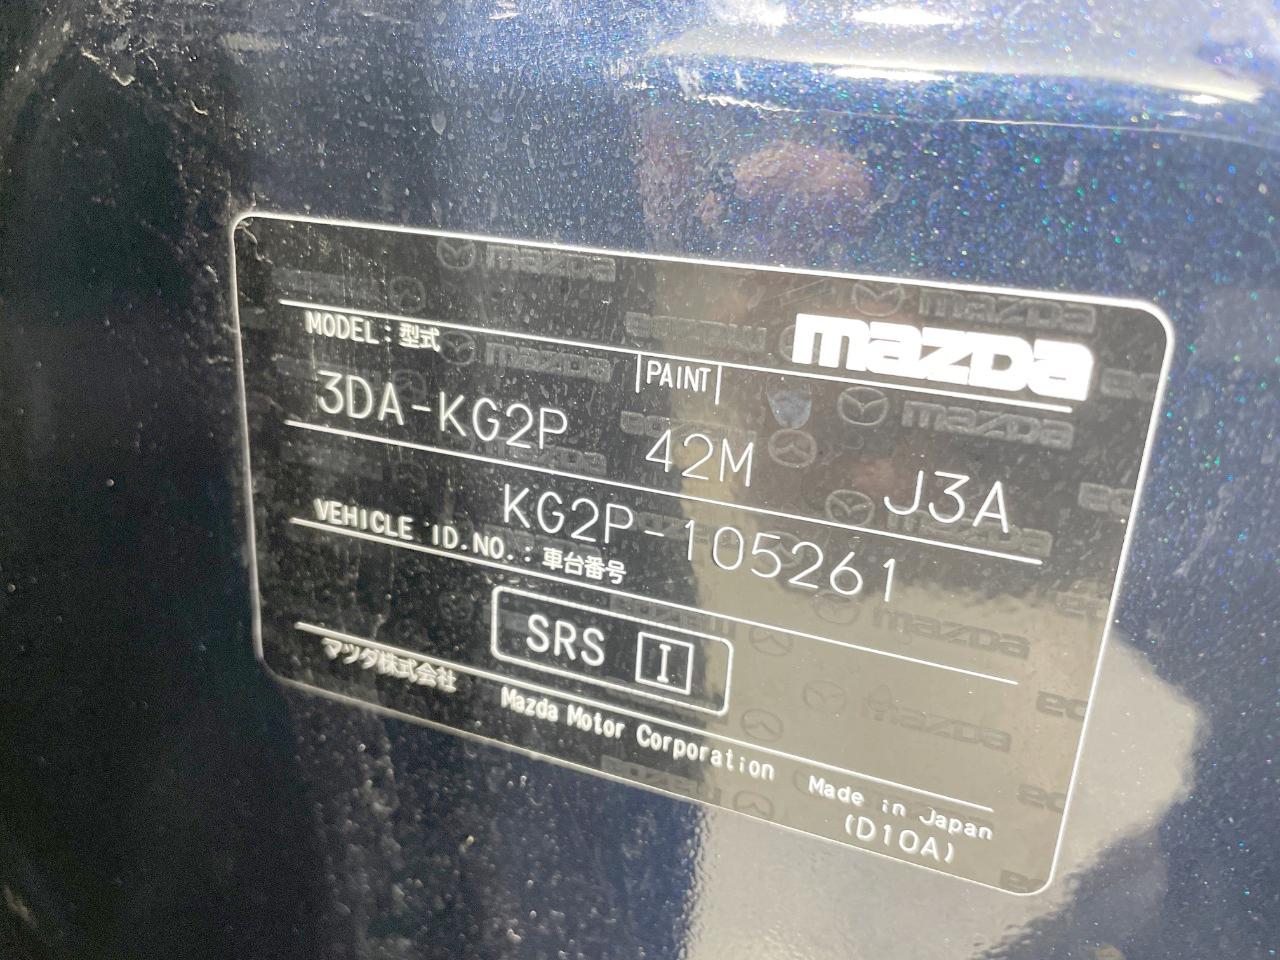 mazda
MODEL:型式 PAINT
3DA-KG2P 42M J3A
KG2P-105261
VEHICLE ID.NO.:車台番号
SRS I
マツダ株式会社 Mazda Motor Corporation Made in Japan
(D10A)